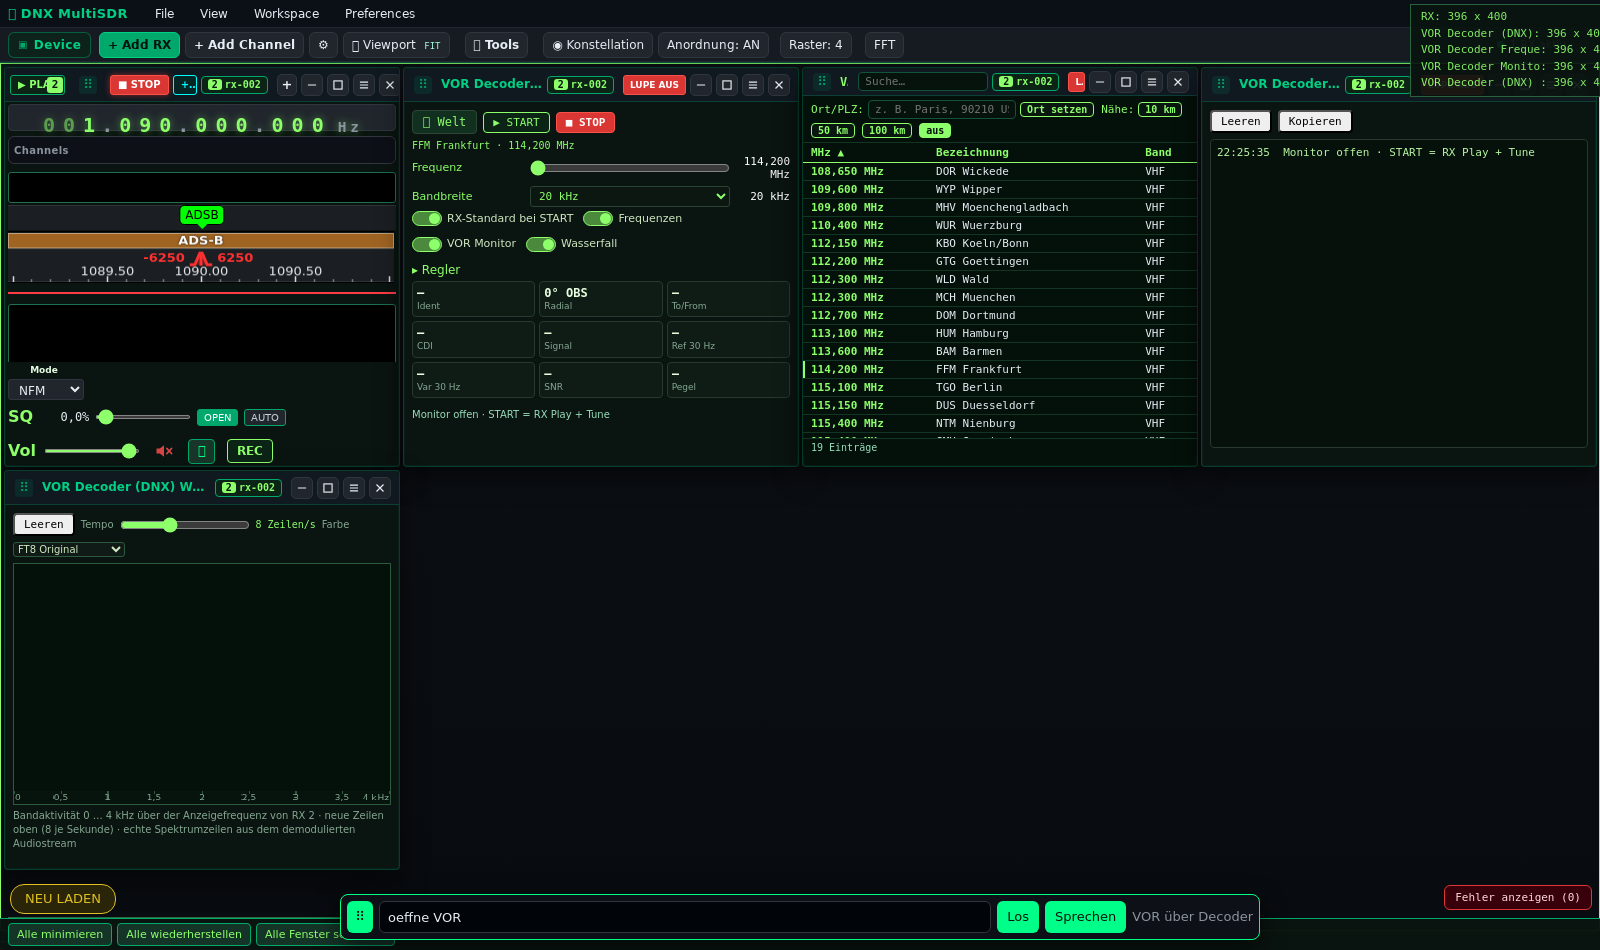 DNX MultiSDR File View Workspace Preferences
Device + Add RX + Add Channel Viewport FIT Tools Konstellation Anordnung: AN Raster: 4 FFT
RX: 396 x 400
VOR Decoder (DNX): 396 x 40
VOR Decoder Freque: 396 x 4
VOR Decoder Monito: 396 x 4
VOR Decoder (DNX) : 396 x 4
▶ PLA 2 ■ STOP +.. 2 rx-002
001.090.000.000 Hz
Channels
ADSB
ADS-B
-6250 6250
1089.50 1090.00 1090.50
Mode
NFM
SQ 0,0% OPEN AUTO
Vol REC
VOR Decoder... 2 rx-002 LUPE AUS
Welt ▶ START ■ STOP
FFM Frankfurt · 114,200 MHz
Frequenz 114,200 MHz
Bandbreite 20 kHz 20 kHz
RX-Standard bei START Frequenzen
VOR Monitor Wasserfall
▸ Regler
— 0° OBS —
Ident Radial To/From
— — —
CDI Signal Ref 30 Hz
— — —
Var 30 Hz SNR Pegel
Monitor offen · START = RX Play + Tune
V. Suche… 2 rx-002 L
Ort/PLZ: z. B. Paris, 90210 U Ort setzen Nähe: 10 km
50 km 100 km aus
MHz ▲ Bezeichnung Band
108,650 MHz DOR Wickede VHF
109,600 MHz WYP Wipper VHF
109,800 MHz MHV Moenchengladbach VHF
110,400 MHz WUR Wuerzburg VHF
112,150 MHz KBO Koeln/Bonn VHF
112,200 MHz GTG Goettingen VHF
112,300 MHz WLD Wald VHF
112,300 MHz MCH Muenchen VHF
112,700 MHz DOM Dortmund VHF
113,100 MHz HUM Hamburg VHF
113,600 MHz BAM Barmen VHF
114,200 MHz FFM Frankfurt VHF
115,100 MHz TGO Berlin VHF
115,150 MHz DUS Duesseldorf VHF
115,400 MHz NTM Nienburg VHF
19 Einträge
VOR Decoder... 2 rx-002
Leeren Kopieren
22:25:35 Monitor offen · START = RX Play + Tune
VOR Decoder (DNX) W... 2 rx-002
Leeren Tempo 8 Zeilen/s Farbe
FT8 Original
0 0,5 1 1,5 2 2,5 3 3,5 4 kHz
Bandaktivität 0 … 4 kHz über der Anzeigefrequenz von RX 2 · neue Zeilen
oben (8 je Sekunde) · echte Spektrumzeilen aus dem demodulierten
Audiostream
NEU LADEN
oeffne VOR Los Sprechen VOR über Decoder
Fehler anzeigen (0)
Alle minimieren Alle wiederherstellen Alle Fenster s